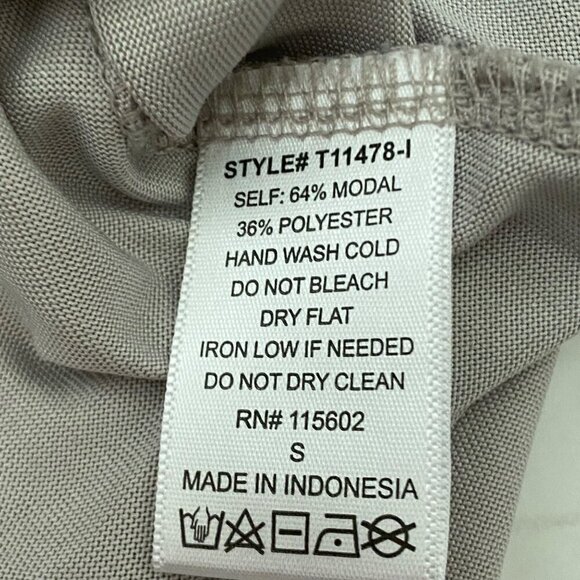 STYLE# T11478-I
SELF: 64% MODAL
36% POLYESTER
HAND WASH COLD
DO NOT BLEACH
DRY FLAT
IRON LOW IF NEEDED
DO NOT DRY CLEAN
RN# 115602
S
MADE IN INDONESIA